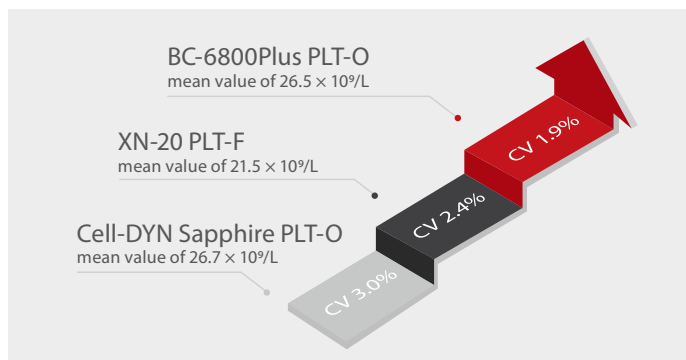 BC-6800Plus PLT-O
mean value of 26.5 × 10⁹/L
CV 1.9%
XN-20 PLT-F
mean value of 21.5 × 10⁹/L
CV 2.4%
Cell-DYN Sapphire PLT-O
mean value of 26.7 × 10⁹/L
CV 3.0%